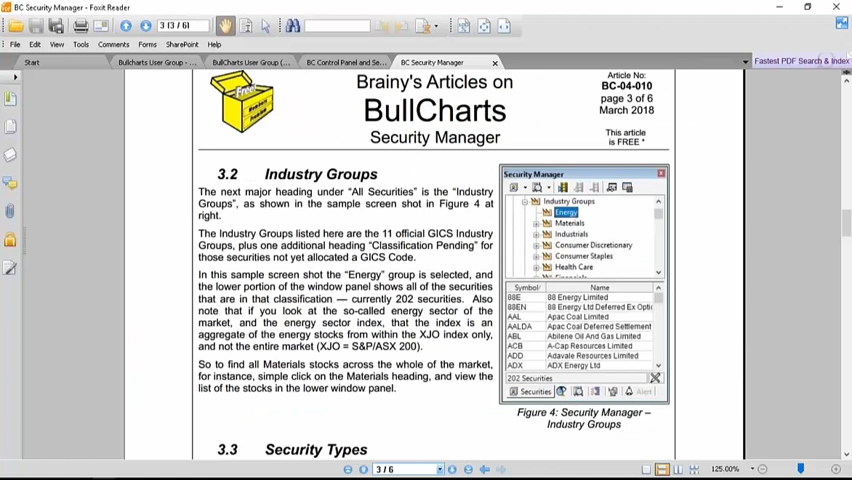 BC Security Manager - Foxit Reader
3 (3 / 6)
File Edit View Tools Comments Forms SharePoint Help
Start
Bullcharts User Group - ...
BullCharts User Group (...
BC Control Panel and Se...
BC Security Manager
Fastest PDF Search & Index
Free!
Brainy's Articles on
BullCharts
Security Manager
Article No:
BC-04-010
page 3 of 6
March 2018
This article
is FREE *
3.2 Industry Groups
The next major heading under "All Securities" is the "Industry
Groups", as shown in the sample screen shot in Figure 4 at
right.
The Industry Groups listed here are the 11 official GICS Industry
Groups, plus one additional heading "Classification Pending" for
those securities not yet allocated a GICS Code.
In this sample screen shot the "Energy" group is selected, and
the lower portion of the window panel shows all of the securities
that are in that classification — currently 202 securities. Also
note that if you look at the so-called energy sector of the
market, and the energy sector index, that the index is an
aggregate of the energy stocks from within the XJO index only,
and not the entire market (XJO = S&P/ASX 200).
So to find all Materials stocks across the whole of the market,
for instance, simple click on the Materials heading, and view the
list of the stocks in the lower window panel.
Security Manager
Industry Groups
Energy
Materials
Industrials
Consumer Discretionary
Consumer Staples
Health Care
Symbol Name
88E 88 Energy Limited
88EN 88 Energy Ltd Deferred Ex Optio
AAL Apac Coal Limited
AALDA Apac Coal Deferred Settlement
ABL Abilene Oil And Gas Limited
ACB A-Cap Resources Limited
ADD Adavale Resources Limited
ADX ADX Energy Ltd
202 Securities
Securities
Alert
Figure 4: Security Manager –
Industry Groups
3.3 Security Types
3 / 6
125.00%